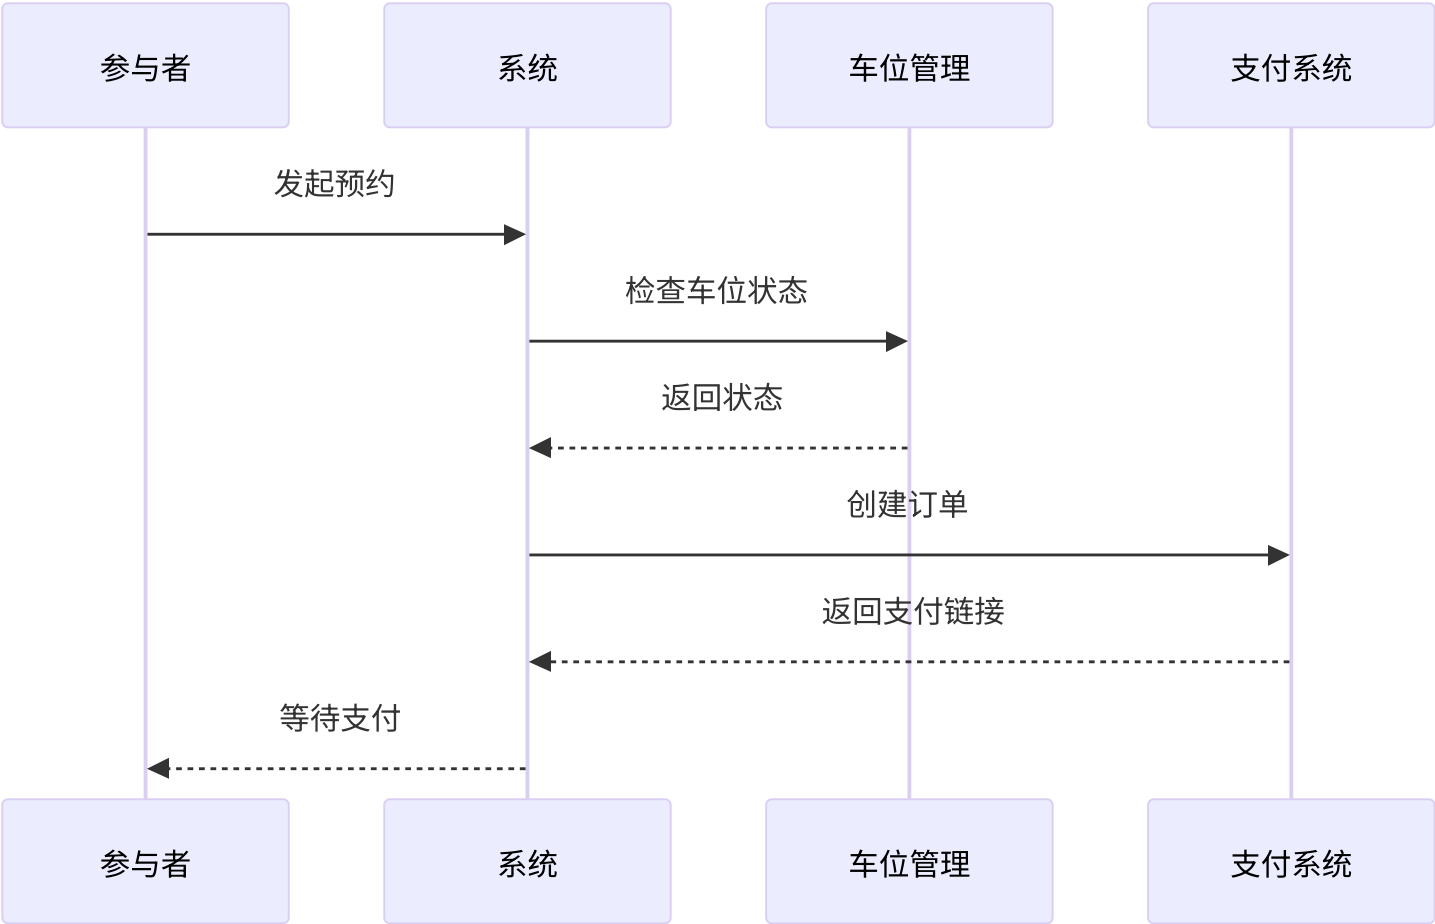 参与者
系统
车位管理
支付系统
发起预约
检查车位状态
返回状态
创建订单
返回支付链接
等待支付
参与者
系统
车位管理
支付系统